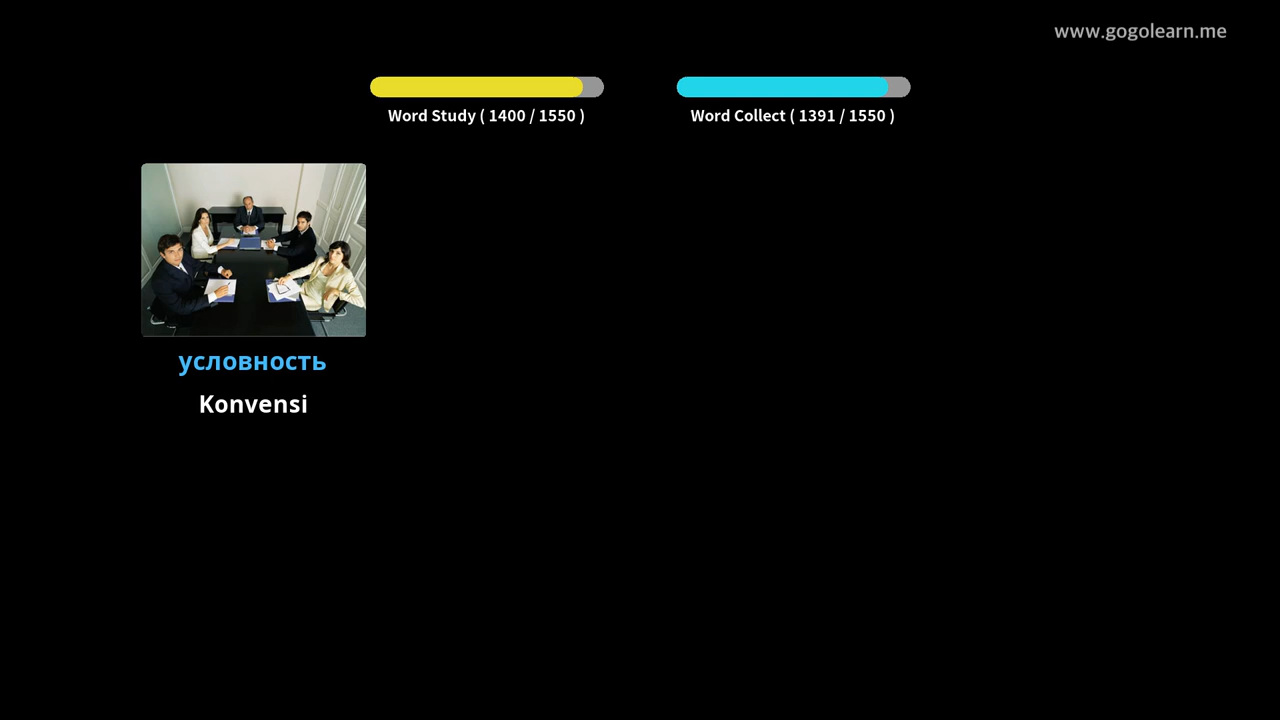 www.gogolearn.me
Word Study ( 1400 / 1550 )
Word Collect ( 1391 / 1550 )
условность
Konvensi